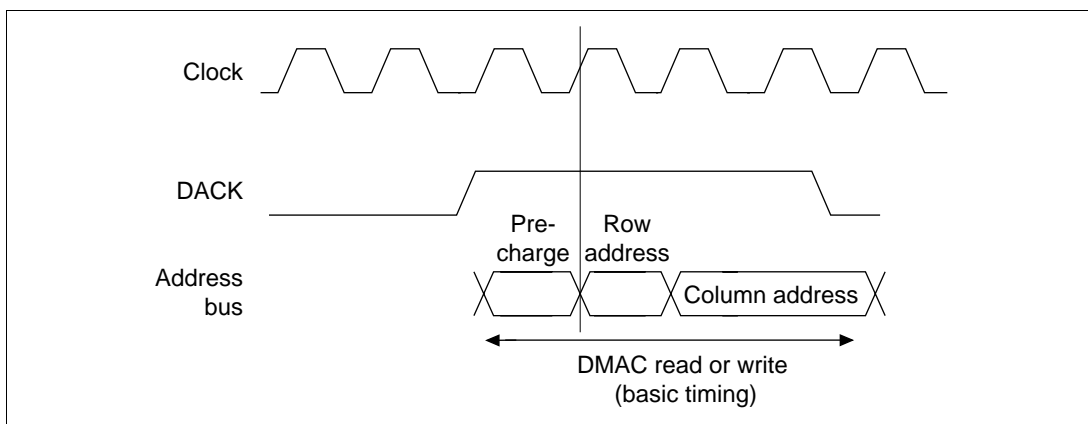 Clock
DACK
Pre-
charge
Row
address
Address
bus
Column address
DMAC read or write
(basic timing)